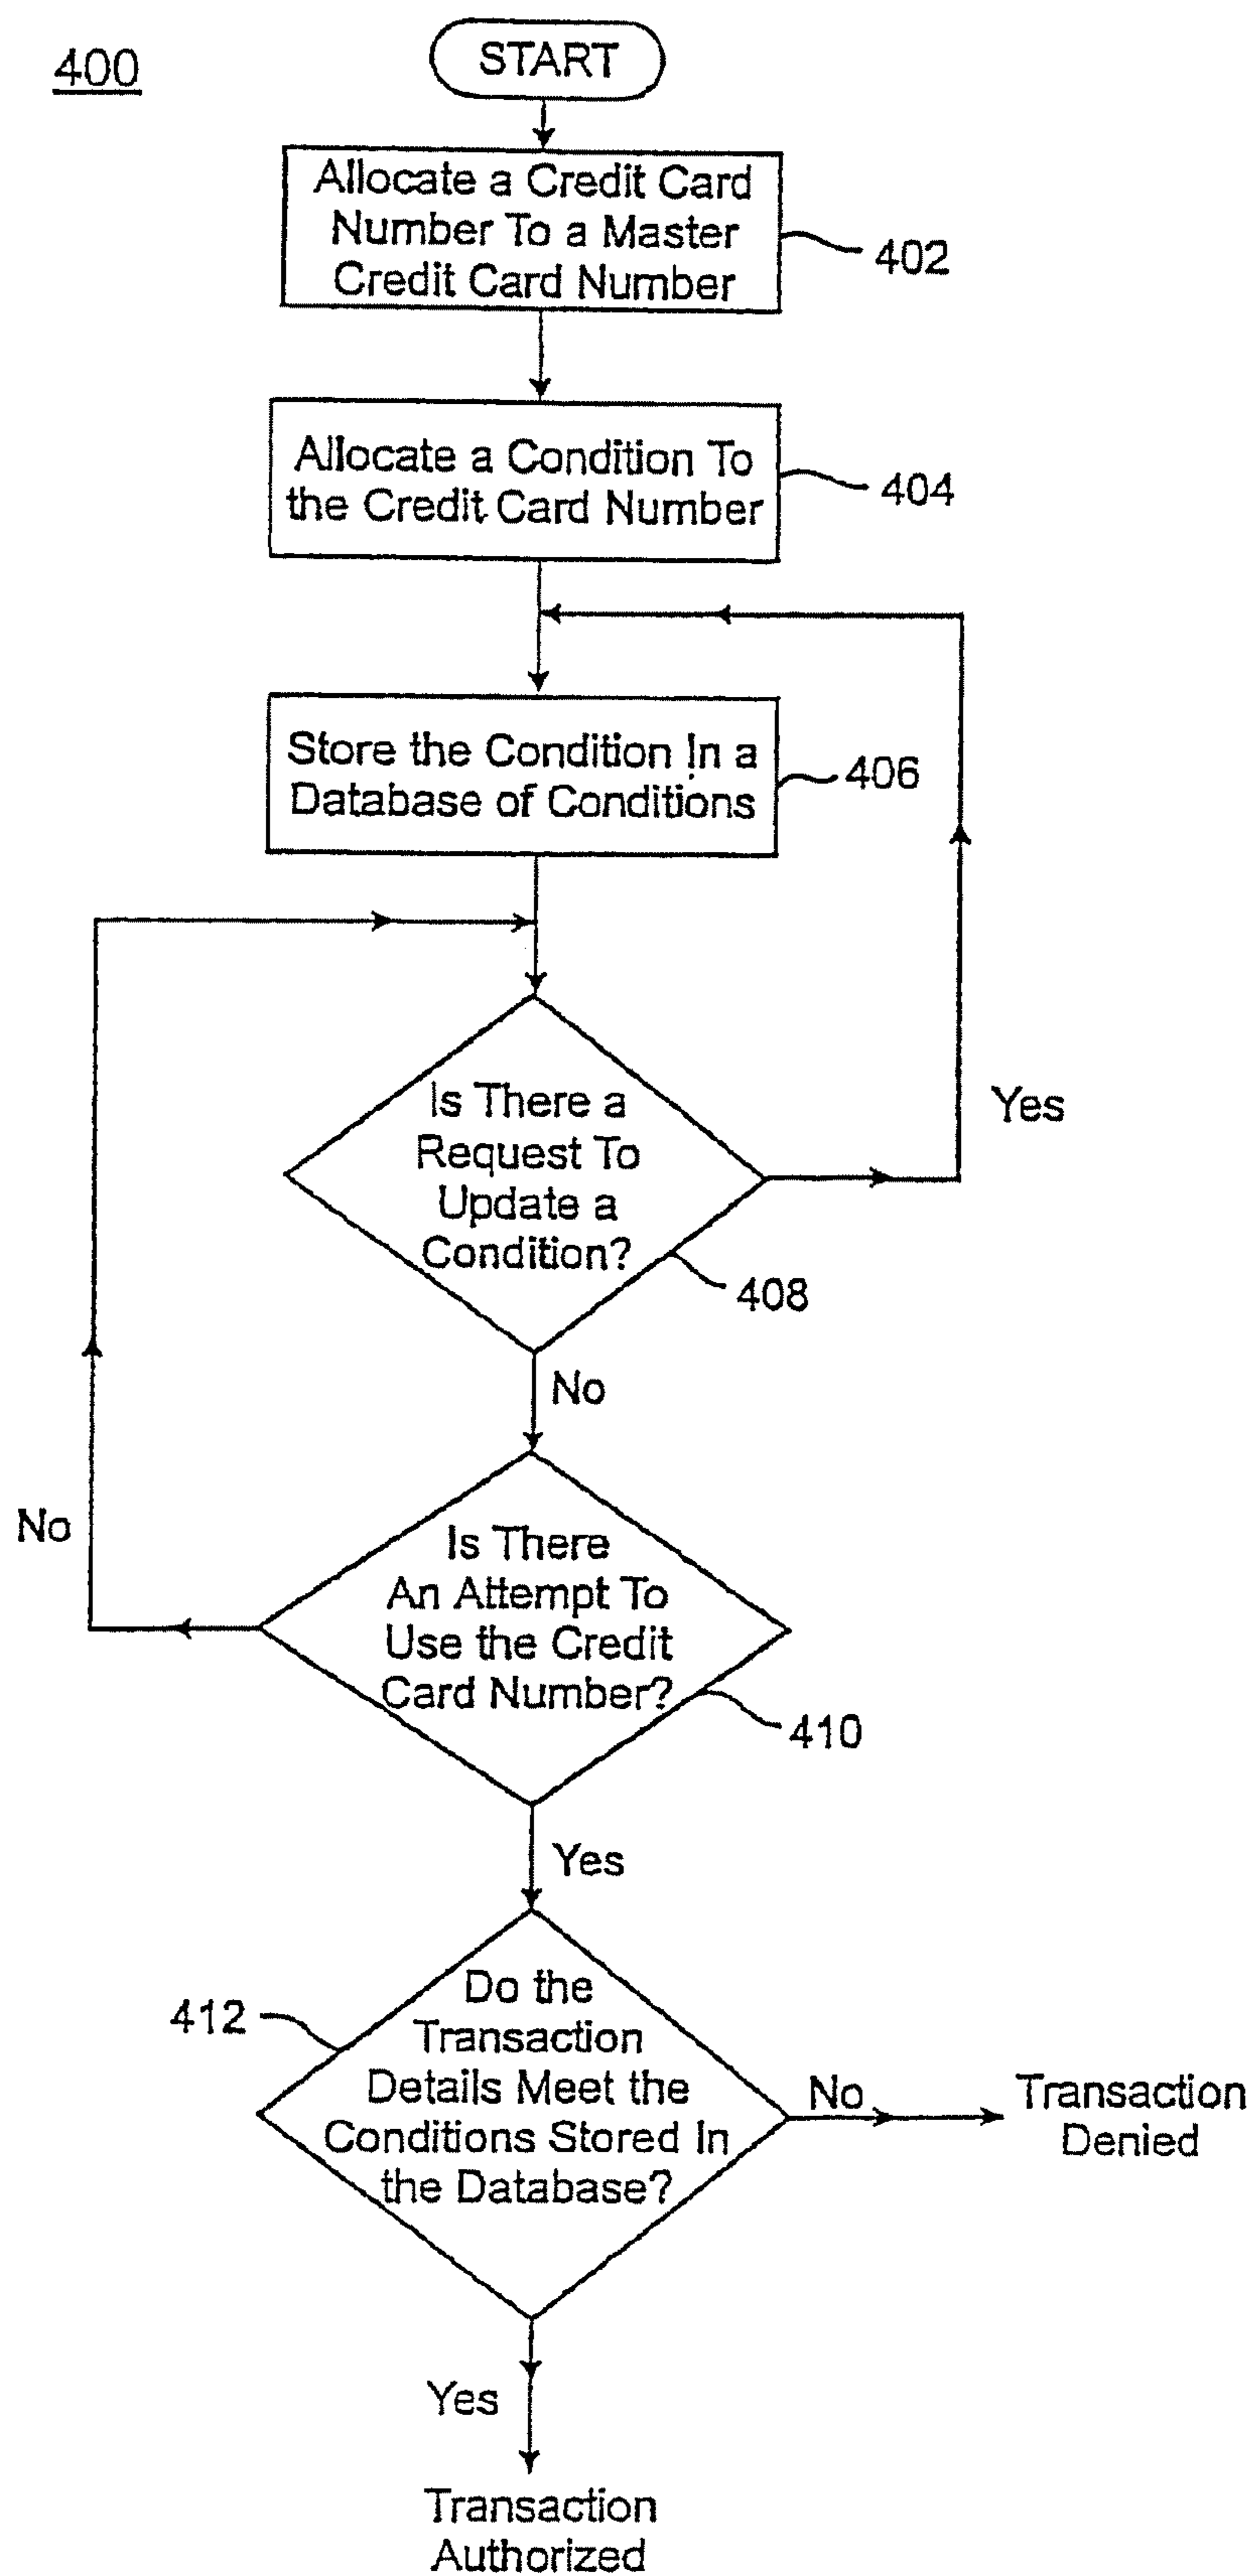 400
START
Allocate a Credit Card
Number To a Master
Credit Card Number
402
Allocate a Condition To
the Credit Card Number
404
Store the Condition In a
Database of Conditions
406
Is There a
Request To
Update a
Condition?
Yes
408
No
No
Is There
An Attempt To
Use the Credit
Card Number?
410
Yes
412
Do the
Transaction
Details Meet the
Conditions Stored In
the Database?
No
Transaction
Denied
Yes
Transaction
Authorized